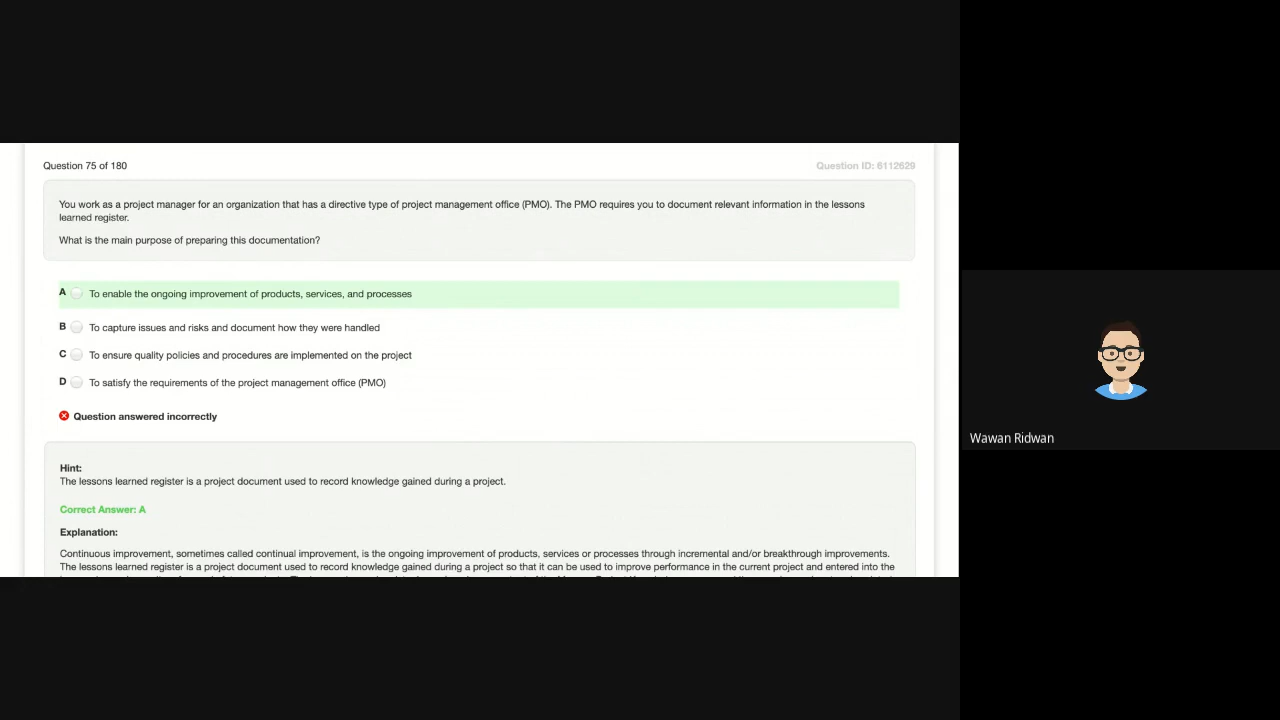 Question 75 of 180
Question ID: 6112629
You work as a project manager for an organization that has a directive type of project management office (PMO). The PMO requires you to document relevant information in the lessons
learned register.
What is the main purpose of preparing this documentation?
A To enable the ongoing improvement of products, services, and processes
B To capture issues and risks and document how they were handled
C To ensure quality policies and procedures are implemented on the project
D To satisfy the requirements of the project management office (PMO)
Question answered incorrectly
Hint:
The lessons learned register is a project document used to record knowledge gained during a project.
Correct Answer: A
Explanation:
Continuous improvement, sometimes called continual improvement, is the ongoing improvement of products, services or processes through incremental and/or breakthrough improvements.
The lessons learned register is a project document used to record knowledge gained during a project so that it can be used to improve performance in the current project and entered into the
Wawan Ridwan